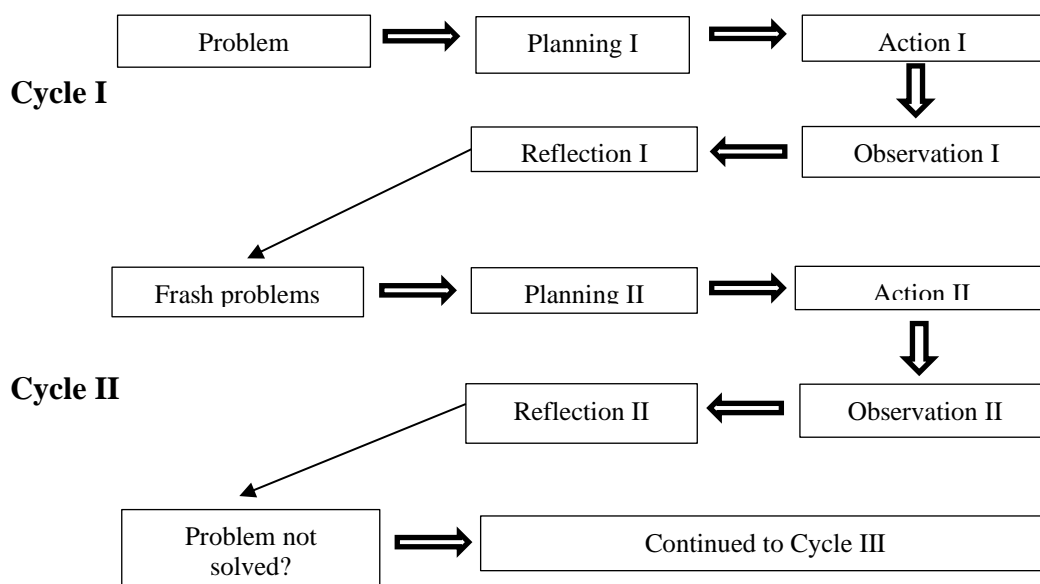 Problem
Planning I
Action I
Cycle I
Reflection I
Observation I
Frash problems
Planning II
Action II
Cycle II
Reflection II
Observation II
Problem not
solved?
Continued to Cycle III